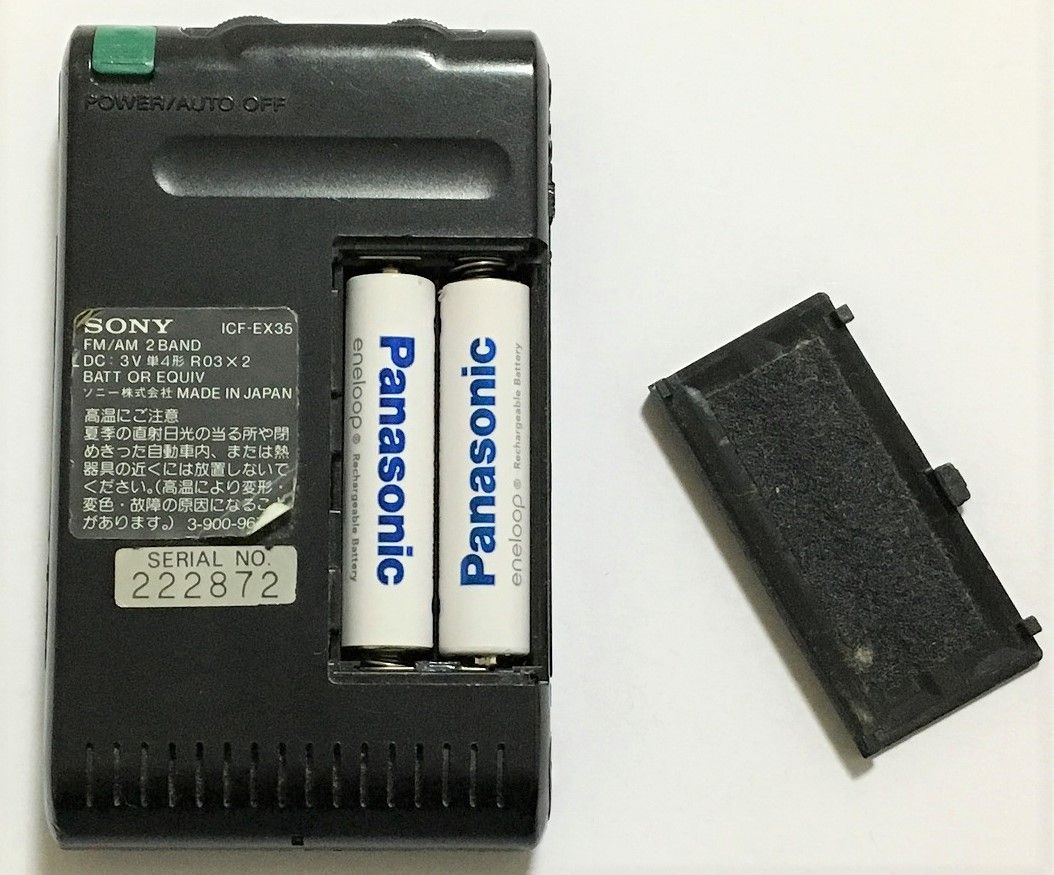 POWER/AUTO OFF
SONY ICF-EX35
FM/AM 2 BAND
DC : 3V 単4形 R03×2
BATT OR EQUIV
ソニー株式会社 MADE IN JAPAN
高温にご注意
夏季の直射日光の当る所や閉
めきった自動車内、または熱
器具の近くには放置しないで
ください。(高温により変形・
変色・故障の原因になること
があります。) 3-900-96
SERIAL NO.
222872
Panasonic
eneloop ® Rechargeable Battery
Panasonic
eneloop ® Rechargeable Battery